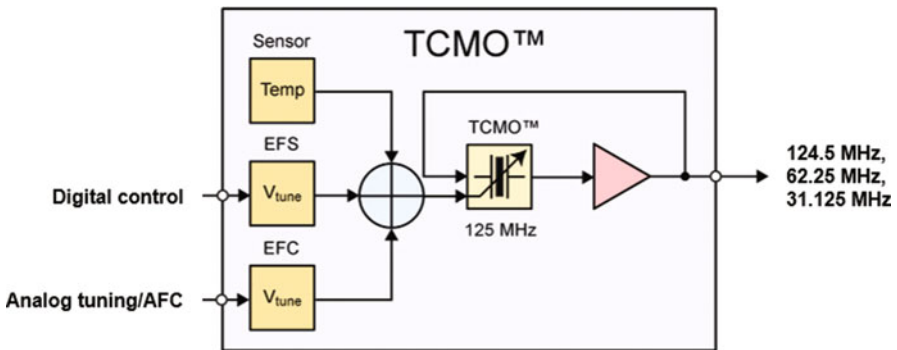 TCMO™
Sensor
Temp
EFS
Digital control
Vtune
EFC
Analog tuning/AFC
Vtune
TCMO™
125 MHz
124.5 MHz,
62.25 MHz,
31.125 MHz